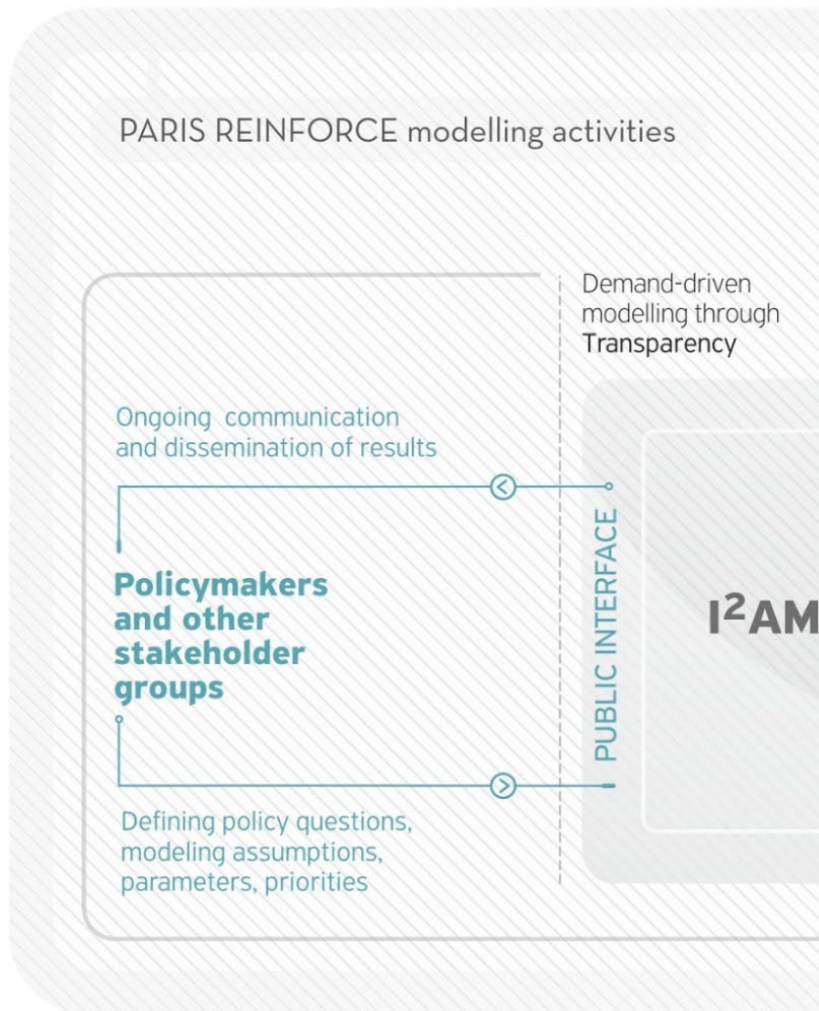 PARIS REINFORCE modelling activities
Demand-driven
modelling through
Transparency
Ongoing communication
and dissemination of results
Policymakers
and other
stakeholder
groups
PUBLIC INTERFACE
I²AM
Defining policy questions,
modeling assumptions,
parameters, priorities